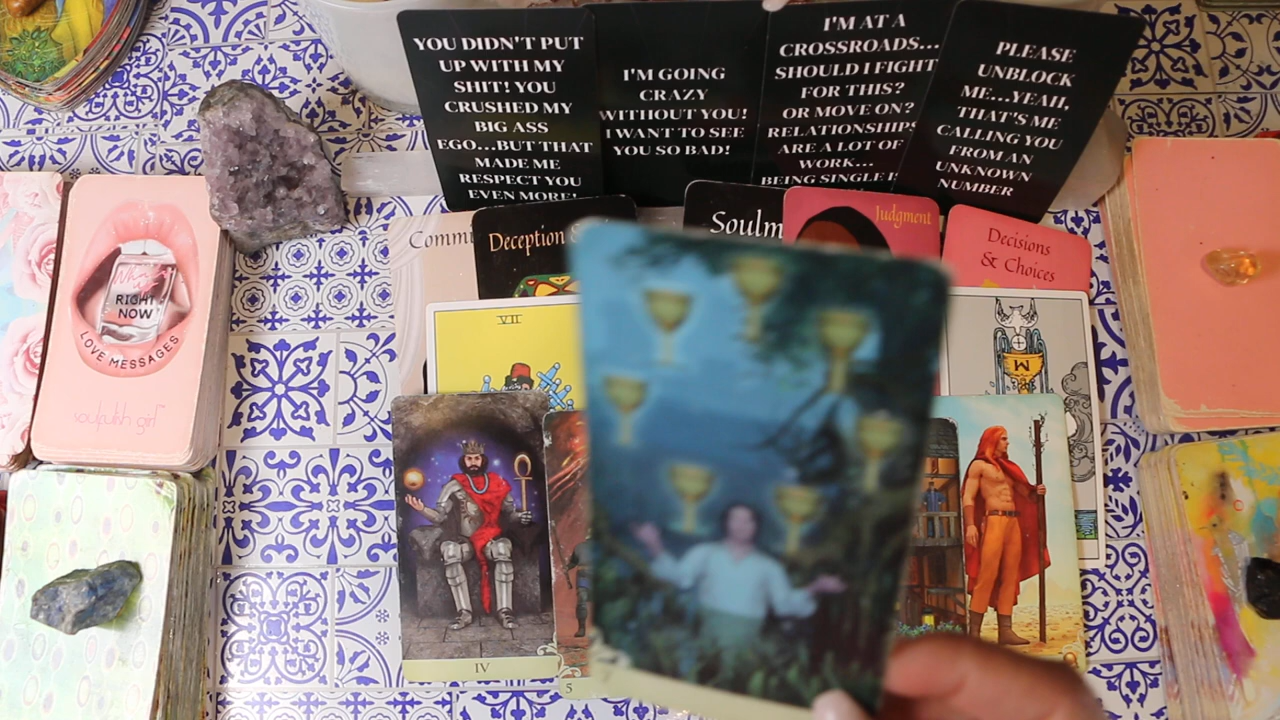 YOU DIDN'T PUT
UP WITH MY
SHIT! YOU
CRUSHED MY
BIG ASS
EGO...BUT THAT
MADE ME
RESPECT YOU
EVEN MORE!
I'M GOING
CRAZY
WITHOUT YOU!
I WANT TO SEE
YOU SO BAD!
I'M AT A
CROSSROADS...
SHOULD I FIGHT
FOR THIS?
OR MOVE ON?
RELATIONSHIPS
ARE A LOT OF
WORK...
BEING SINGLE
PLEASE
UNBLOCK
ME...YEAH,
THAT'S ME
CALLING YOU
FROM AN
UNKNOWN
NUMBER
Commi
Deception &
Soulm
Judgment
Decisions
& Choices
RIGHT
NOW
LOVE MESSAGES
VII
IV
5